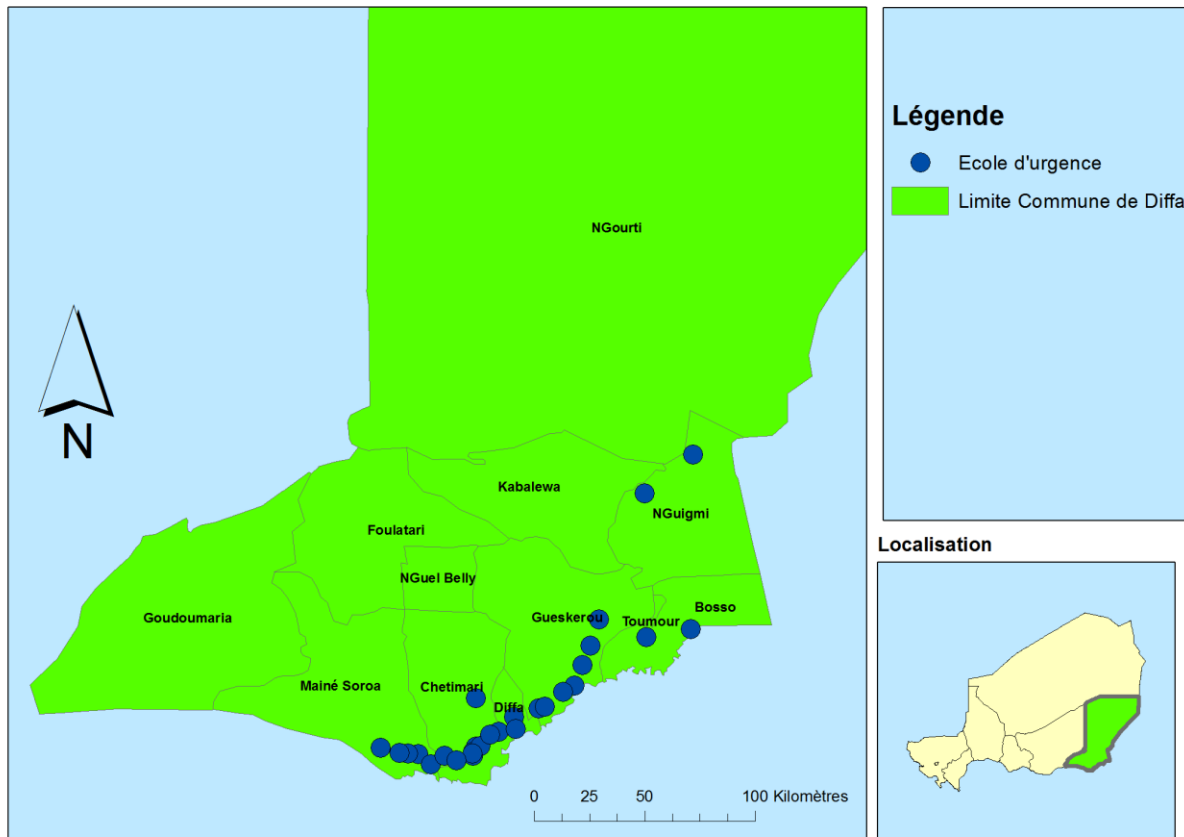 NGourti
Kabalewa
NGuigmi
Foulatari
NGuel Belly
Goudoumaria
Gueskerou
Toumour
Bosso
Mainé Soroa
Chetimari
Diffa
N
0 25 50 100 Kilomètres
Légende
Ecole d'urgence
Limite Commune de Diffa
Localisation